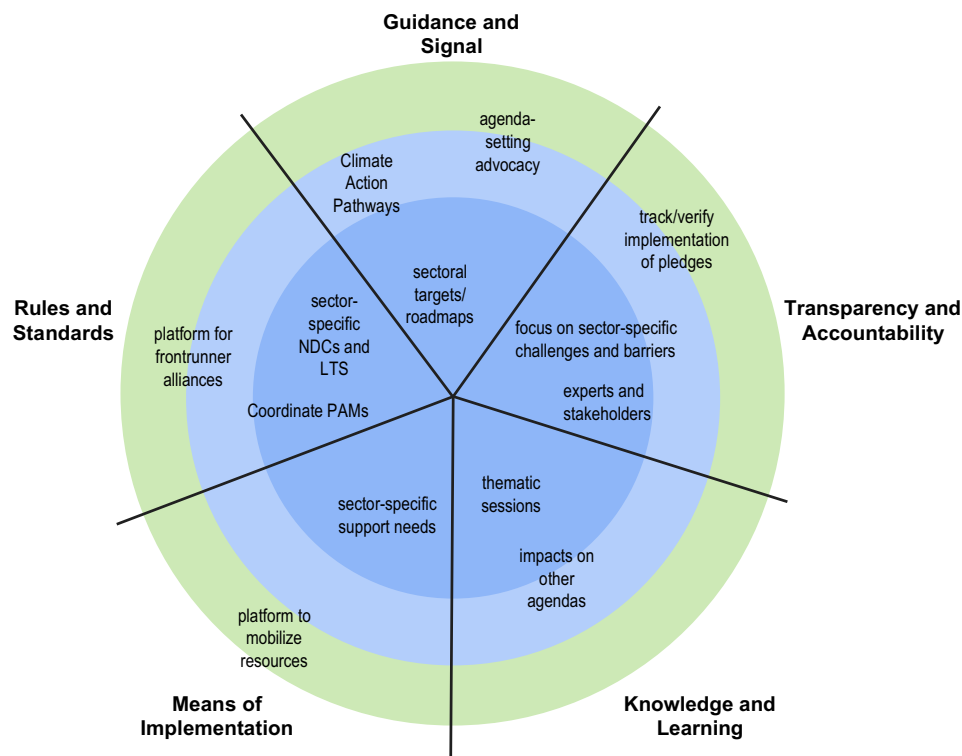 Guidance and
Signal
agenda-
setting
advocacy
Climate
Action
Pathways
track/verify
implementation
of pledges
sectoral
targets/
roadmaps
Rules and
Standards
sector-
specific
NDCs and
LTS
Transparency and
Accountability
platform for
frontrunner
alliances
focus on sector-specific
challenges and barriers
Coordinate PAMs
experts and
stakeholders
sector-specific
support needs
thematic
sessions
impacts on
other
agendas
platform to
mobilize
resources
Means of
Implementation
Knowledge and
Learning